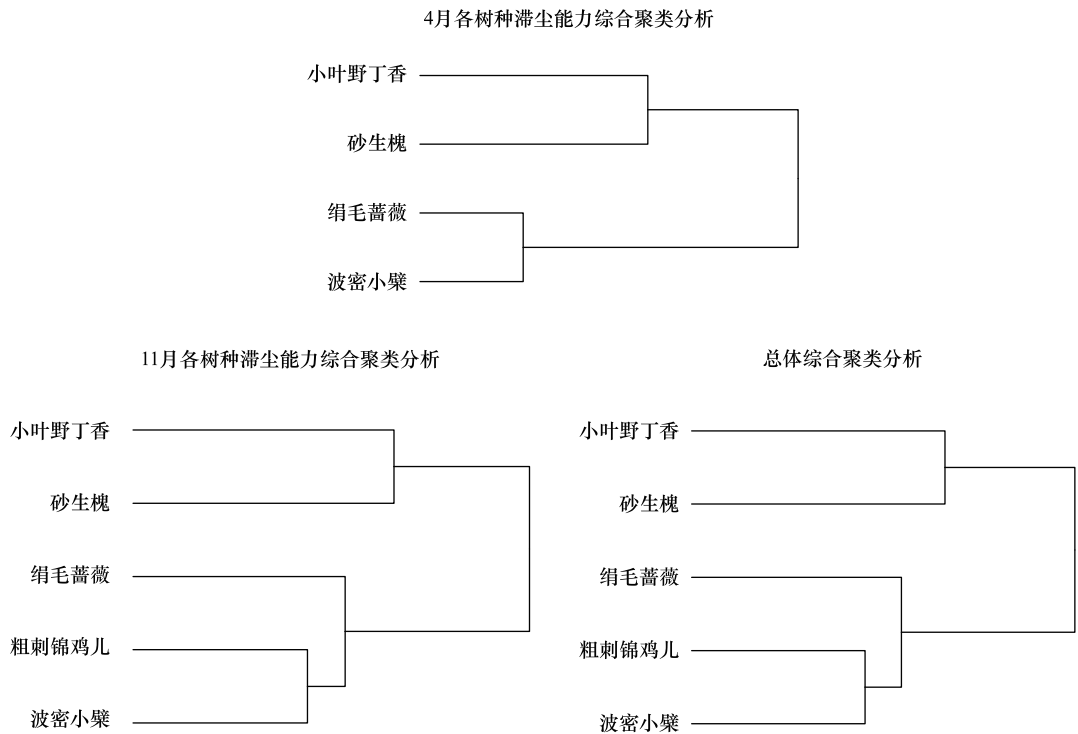 4月各树种滞尘能力综合聚类分析
小叶野丁香
砂生槐
绢毛蔷薇
波密小檗
11月各树种滞尘能力综合聚类分析
小叶野丁香
砂生槐
绢毛蔷薇
粗刺锦鸡儿
波密小檗
总体综合聚类分析
小叶野丁香
砂生槐
绢毛蔷薇
粗刺锦鸡儿
波密小檗